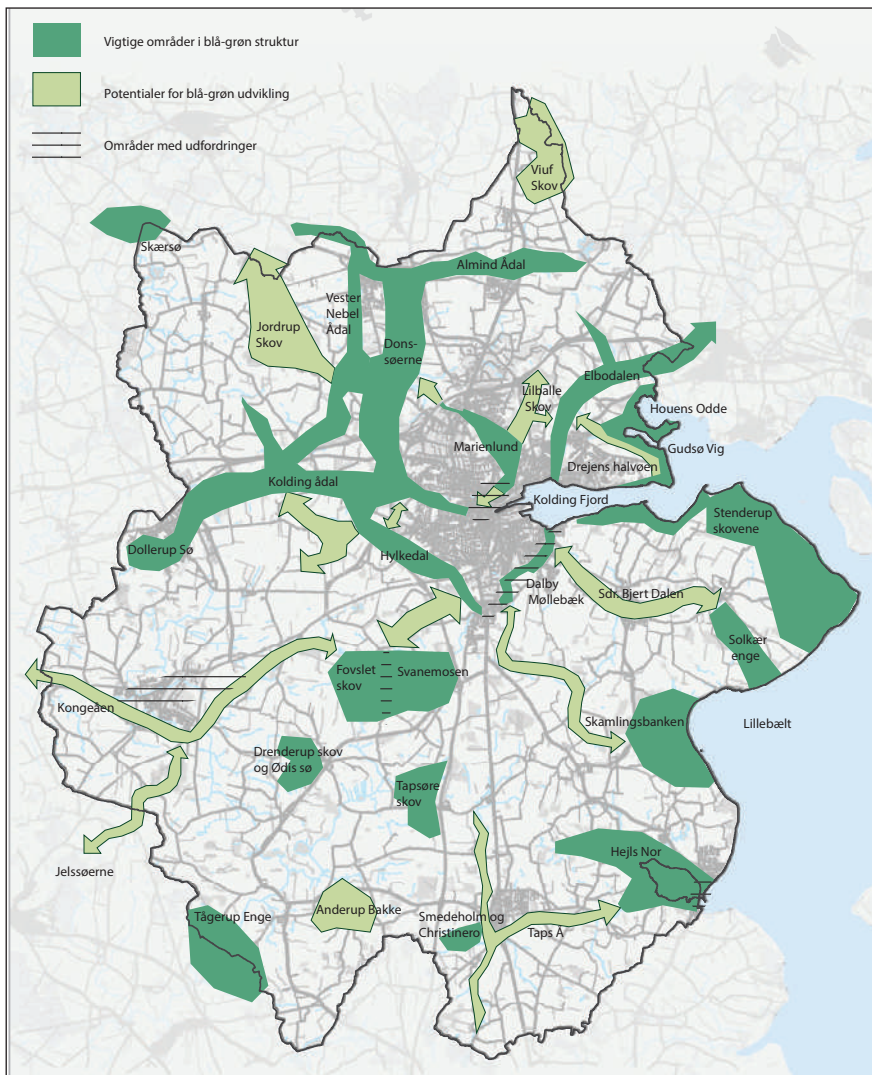 Vigtige områder i blå-grøn struktur
Potentialer for blå-grøn udvikling
Områder med udfordringer
Viuf
Skov
Skærsø
Almind Ådal
Vester
Nebel
Ådal
Jordrup
Skov
Dons-
søerne
Elbodalen
Lilballe
Skov
Houens Odde
Marienlund
Gudsø Vig
Drejens halvøen
Kolding ådal
Kolding Fjord
Stenderup
skovene
Dollerup Sø
Hylkedal
Dalby
Møllebæk
Sdr. Bjert Dalen
Solkær
enge
Fovslet
skov
Svanemosen
Kongeåen
Skamlingsbanken
Lillebælt
Drenderup skov
og Ødis sø
Tapsøre
skov
Hejls Nor
Jelssøerne
Tågerup Enge
Anderup Bakke
Smedeholm og
Christinero
Taps Å